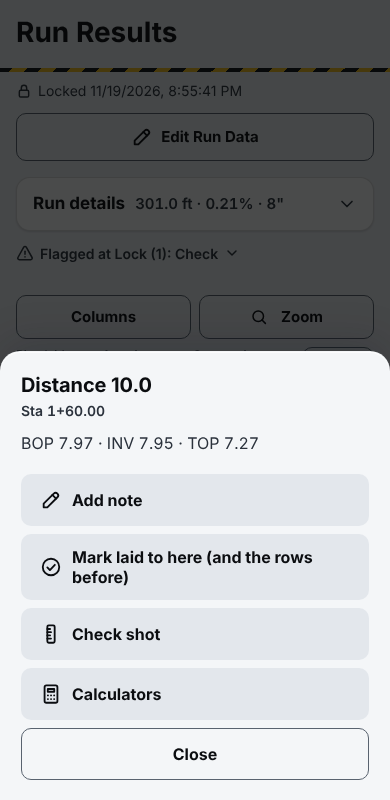 Run Results
Locked 11/19/2026, 8:55:41 PM
Edit Run Data
Run details 301.0 ft · 0.21% · 8"
Flagged at Lock (1): Check
Columns
Zoom
Distance 10.0
Sta 1+60.00
BOP 7.97 · INV 7.95 · TOP 7.27
Add note
Mark laid to here (and the rows
before)
Check shot
Calculators
Close